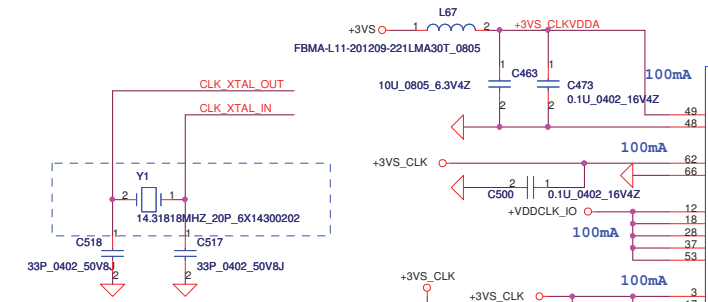 L67
+3VS 1 2 +3VS_CLKVDDA
FBMA-L11-201209-221LMA30T_0805
1 1
C463 100mA
CLK_XTAL_OUT 10U_0805_6.3V4Z C473
0.1U_0402_16V4Z
CLK_XTAL_IN 2 2 49
48
100mA
+3VS_CLK 62
66
Y1
2 1 2 1
C500 0.1U_0402_16V4Z
14.31818MHZ_20P_6X14300202
+VDDCLK_IO 12
18
100mA 28
37
53
1 1
C518 C517
33P_0402_50V8J 33P_0402_50V8J
2 2
+3VS_CLK 100mA
+3VS_CLK 3
17